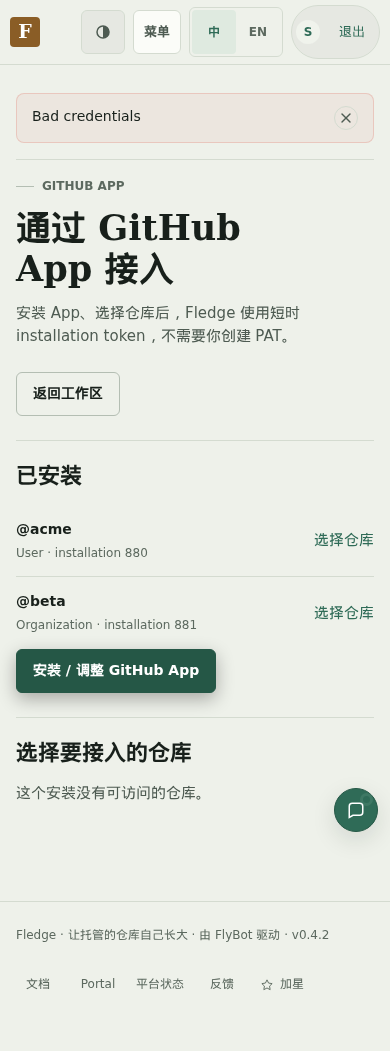 F 菜单 中 EN S 退出
Bad credentials
GITHUB APP
通过 GitHub
App 接入
安装 App、选择仓库后，Fledge 使用短时
installation token，不需要你创建 PAT。
返回工作区
已安装
@acme
User · installation 880
选择仓库
@beta
Organization · installation 881
选择仓库
安装 / 调整 GitHub App
选择要接入的仓库
这个安装没有可访问的仓库。
Fledge · 让托管的仓库自己长大 · 由 FlyBot 驱动 · v0.4.2
文档 Portal 平台状态 反馈 加星